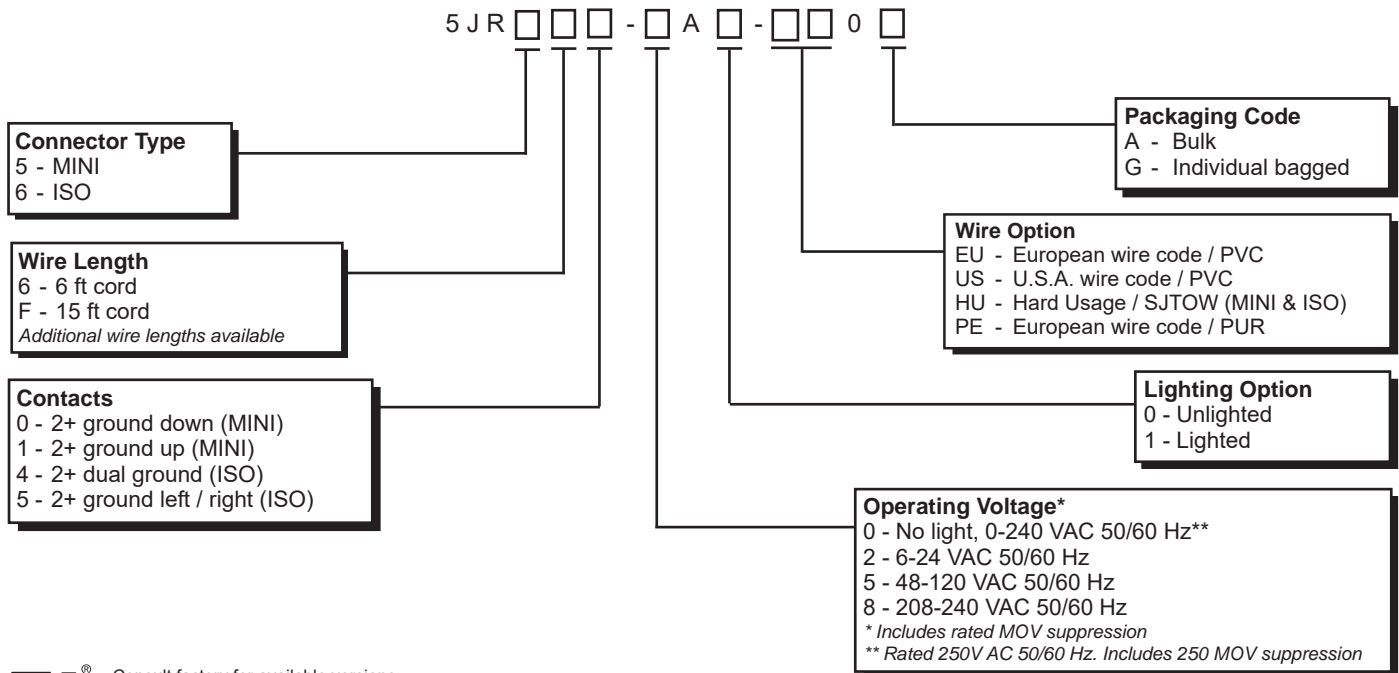 5 J R □ □ □ - □ A □ - □ □ 0 □
Connector Type
5 - MINI
6 - ISO
Wire Length
6 - 6 ft cord
F - 15 ft cord
Additional wire lengths available
Contacts
0 - 2+ ground down (MINI)
1 - 2+ ground up (MINI)
4 - 2+ dual ground (ISO)
5 - 2+ ground left / right (ISO)
Packaging Code
A - Bulk
G - Individual bagged
Wire Option
EU - European wire code / PVC
US - U.S.A. wire code / PVC
HU - Hard Usage / SJTOW (MINI & ISO)
PE - European wire code / PUR
Lighting Option
0 - Unlighted
1 - Lighted
Operating Voltage*
0 - No light, 0-240 VAC 50/60 Hz**
2 - 6-24 VAC 50/60 Hz
5 - 48-120 VAC 50/60 Hz
8 - 208-240 VAC 50/60 Hz
* Includes rated MOV suppression
** Rated 250V AC 50/60 Hz. Includes 250 MOV suppression